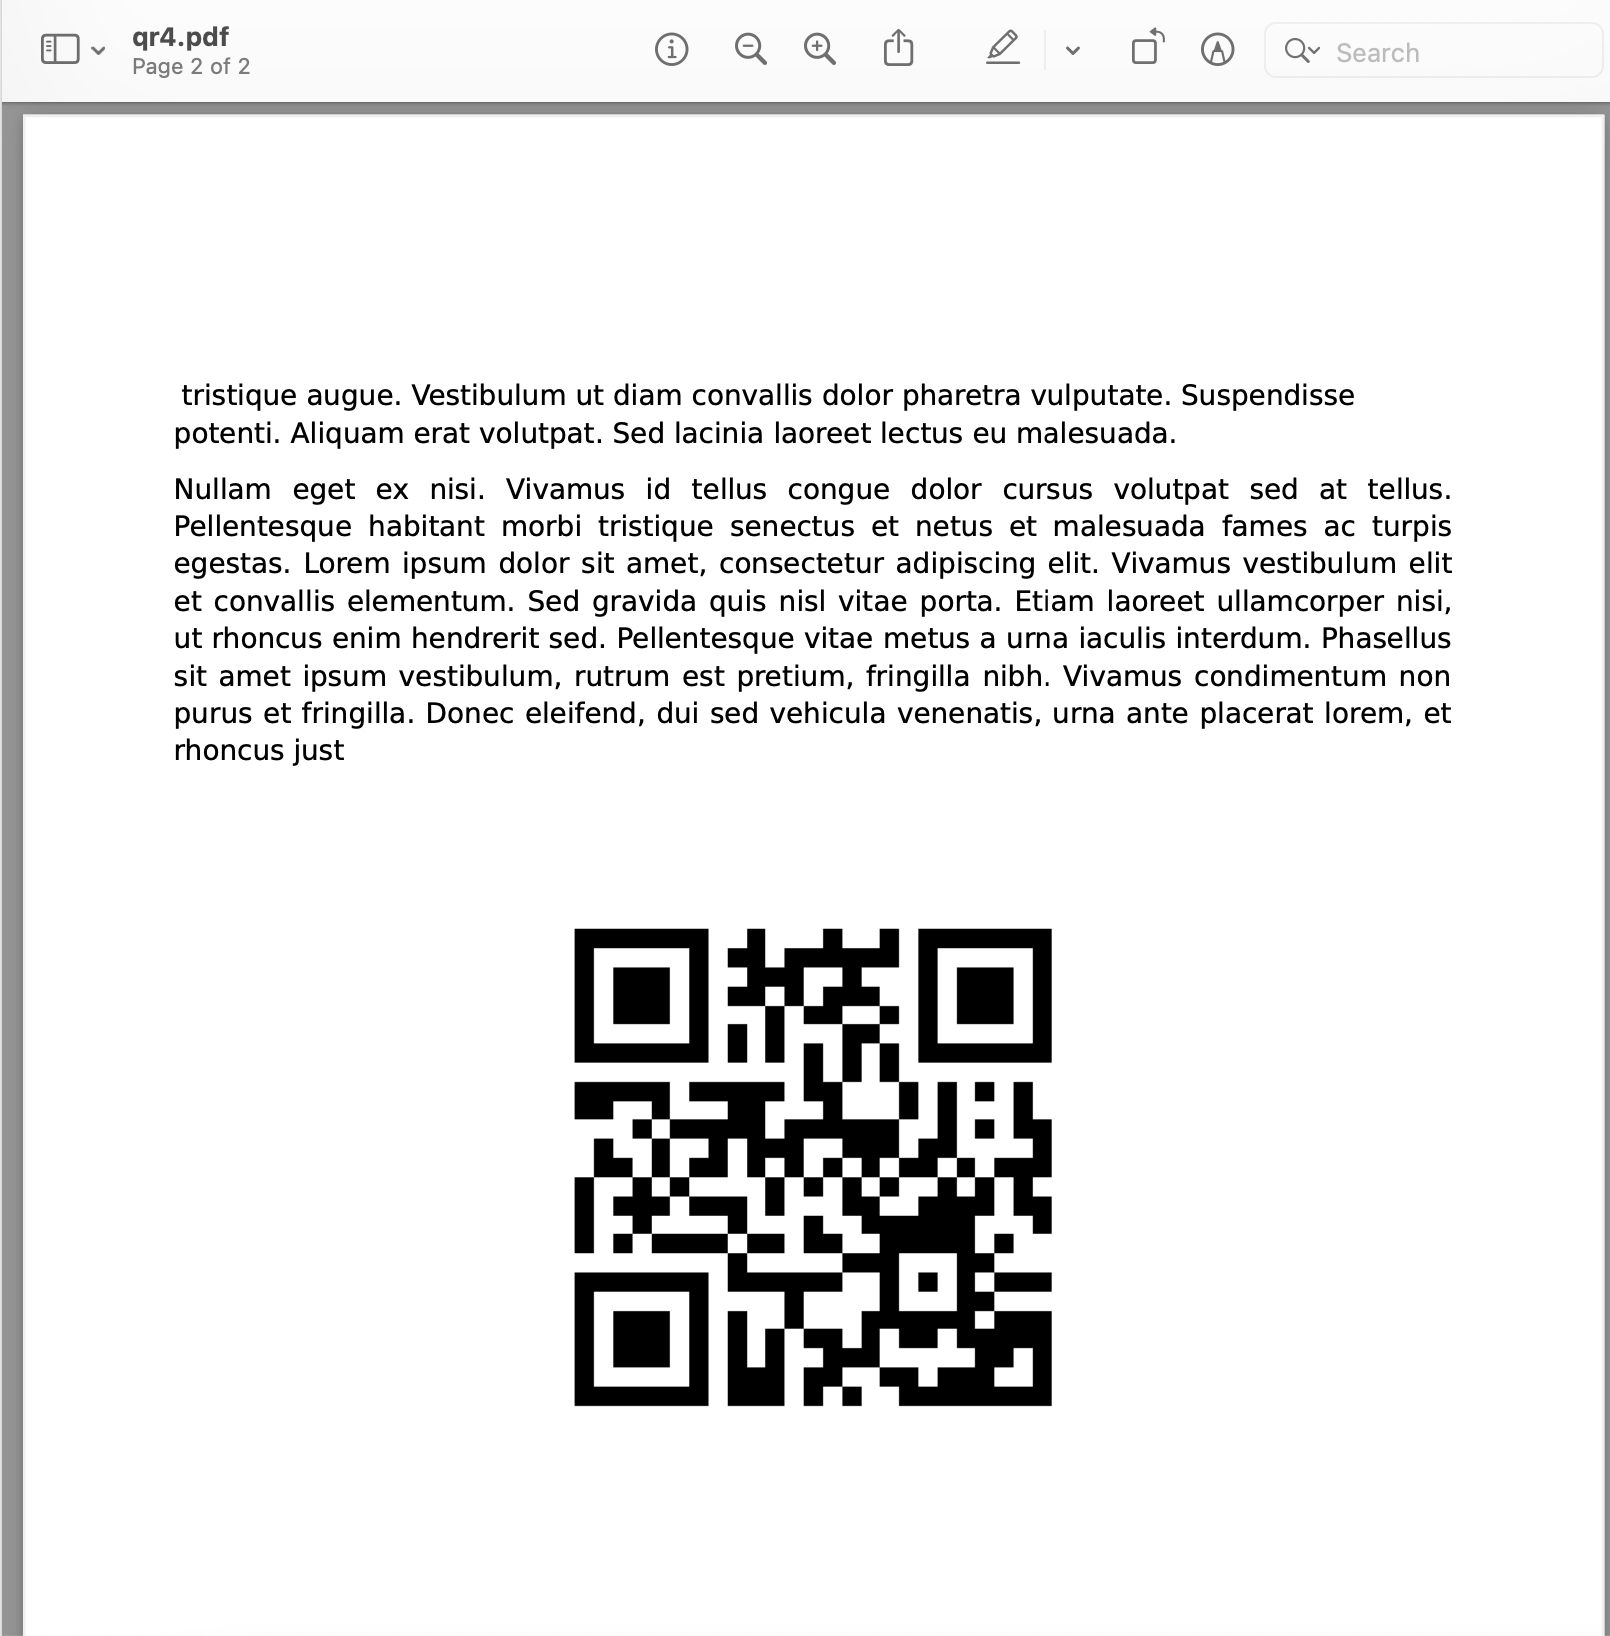 qr4.pdf
Page 2 of 2
Search
tristique augue. Vestibulum ut diam convallis dolor pharetra vulputate. Suspendisse
potenti. Aliquam erat volutpat. Sed lacinia laoreet lectus eu malesuada.
Nullam eget ex nisi. Vivamus id tellus congue dolor cursus volutpat sed at tellus.
Pellentesque habitant morbi tristique senectus et netus et malesuada fames ac turpis
egestas. Lorem ipsum dolor sit amet, consectetur adipiscing elit. Vivamus vestibulum elit
et convallis elementum. Sed gravida quis nisl vitae porta. Etiam laoreet ullamcorper nisi,
ut rhoncus enim hendrerit sed. Pellentesque vitae metus a urna iaculis interdum. Phasellus
sit amet ipsum vestibulum, rutrum est pretium, fringilla nibh. Vivamus condimentum non
purus et fringilla. Donec eleifend, dui sed vehicula venenatis, urna ante placerat lorem, et
rhoncus just